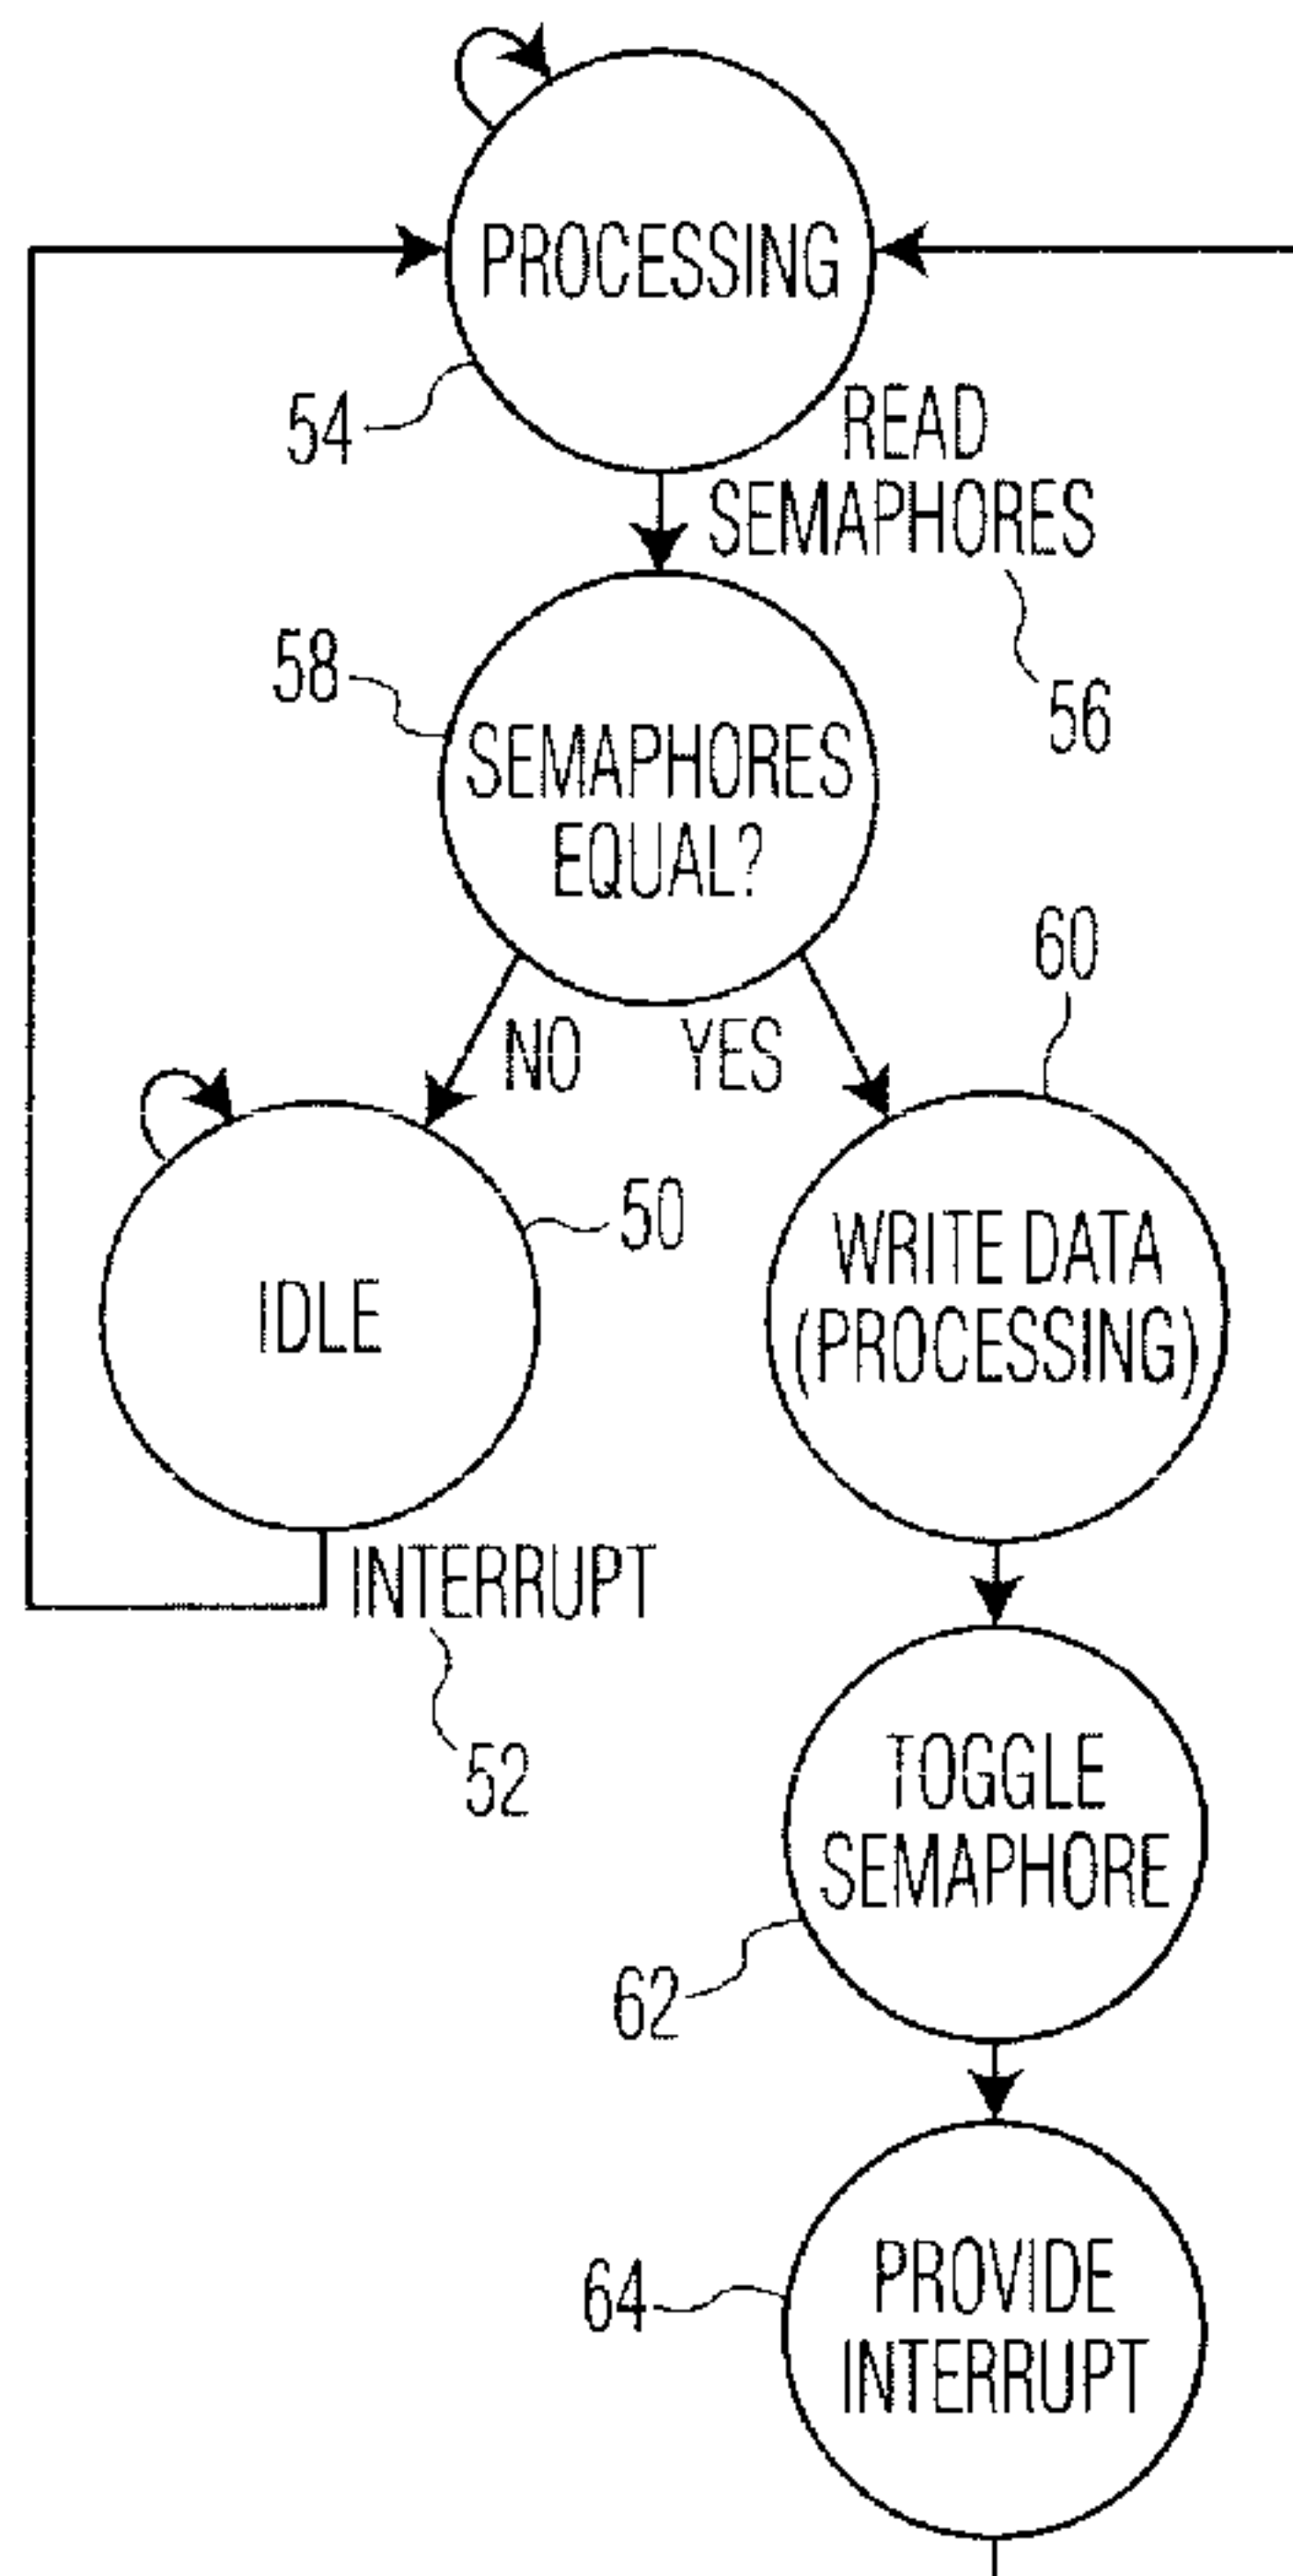 PROCESSING
54
READ
SEMAPHORES
56
58
SEMAPHORES
EQUAL?
NO
YES
60
50
IDLE
WRITE DATA
(PROCESSING)
INTERRUPT
52
TOGGLE
SEMAPHORE
62
64
PROVIDE
INTERRUPT